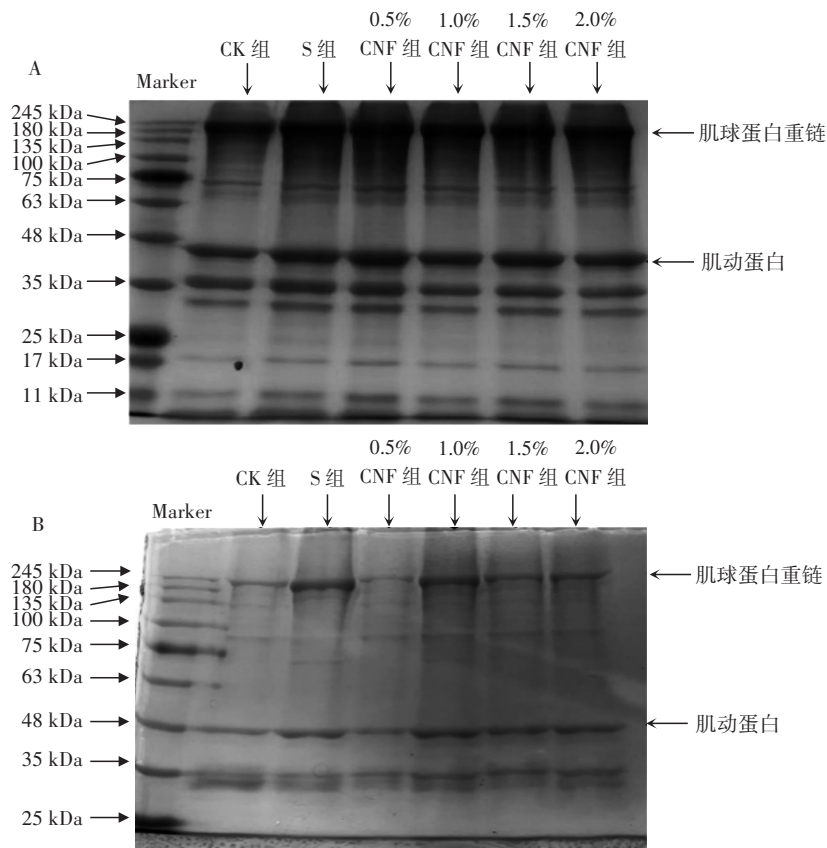 0.5% 1.0% 1.5% 2.0%
CK 组 S 组 CNF 组 CNF 组 CNF 组 CNF 组
A
Marker
245 kDa
180 kDa
135 kDa
100 kDa
75 kDa
63 kDa
48 kDa
35 kDa
25 kDa
17 kDa
11 kDa
肌球蛋白重链
肌动蛋白
0.5% 1.0% 1.5% 2.0%
CK 组 S 组 CNF 组 CNF 组 CNF 组 CNF 组
B
Marker
245 kDa
180 kDa
135 kDa
100 kDa
75 kDa
63 kDa
48 kDa
35 kDa
25 kDa
肌球蛋白重链
肌动蛋白